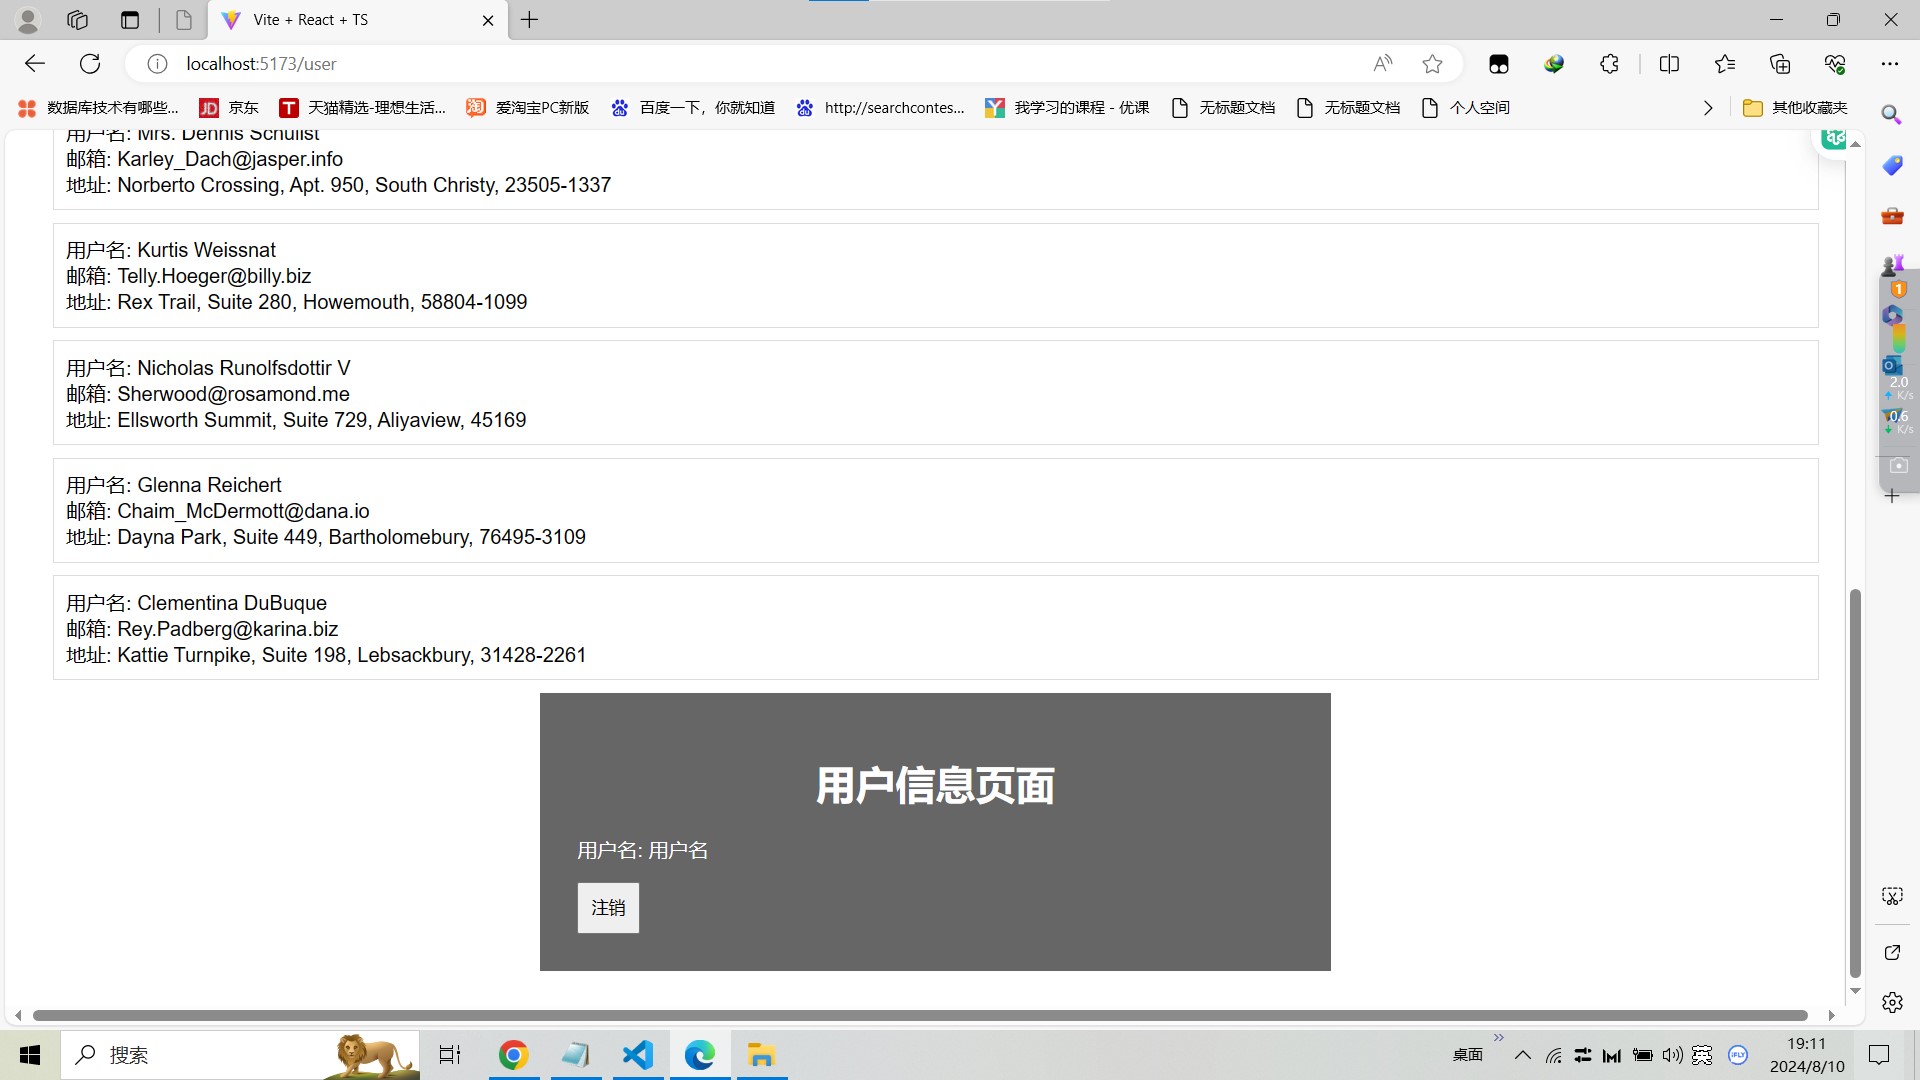 Vite + React + TS
localhost:5173/user
数据库技术有哪些...
京东
天猫精选-理想生活...
爱淘宝PC新版
百度一下，你就知道
http://searchcontes...
我学习的课程 - 优课
无标题文档
无标题文档
个人空间
其他收藏夹
用户名: Mrs. Dennis Schulist
邮箱: Karley_Dach@jasper.info
地址: Norberto Crossing, Apt. 950, South Christy, 23505-1337
用户名: Kurtis Weissnat
邮箱: Telly.Hoeger@billy.biz
地址: Rex Trail, Suite 280, Howemouth, 58804-1099
用户名: Nicholas Runolfsdottir V
邮箱: Sherwood@rosamond.me
地址: Ellsworth Summit, Suite 729, Aliyaview, 45169
用户名: Glenna Reichert
邮箱: Chaim_McDermott@dana.io
地址: Dayna Park, Suite 449, Bartholomebury, 76495-3109
用户名: Clementina DuBuque
邮箱: Rey.Padberg@karina.biz
地址: Kattie Turnpike, Suite 198, Lebsackbury, 31428-2261
用户信息页面
用户名: 用户名
注销
1
2.0
K/s
0.6
K/s
搜索
桌面
英
iFLY
19:11
2024/8/10